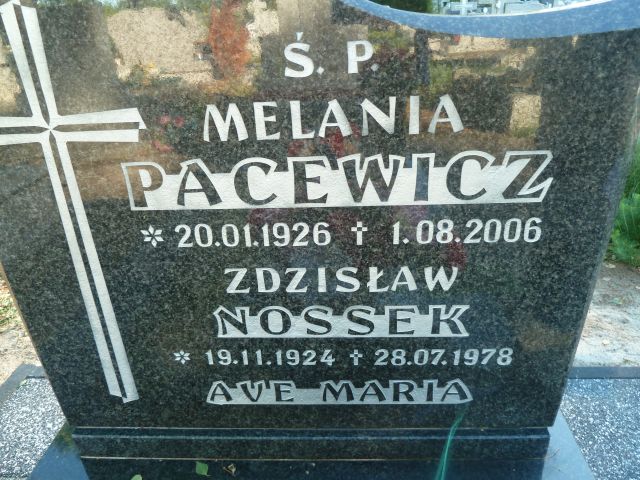 Ś. P.
MELANIA
PACEWICZ
* 20.01.1926 † 1.08.2006
ZDZISŁAW
NOSSEK
* 19.11.1924 † 28.07.1978
AVE MARIA